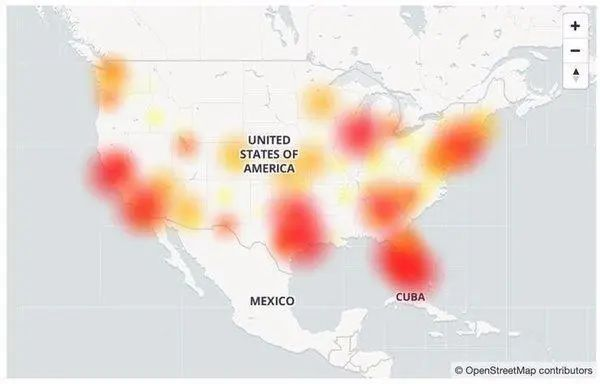 +
−
UNITED
STATES OF
AMERICA
MEXICO
CUBA
© OpenStreetMap contributors